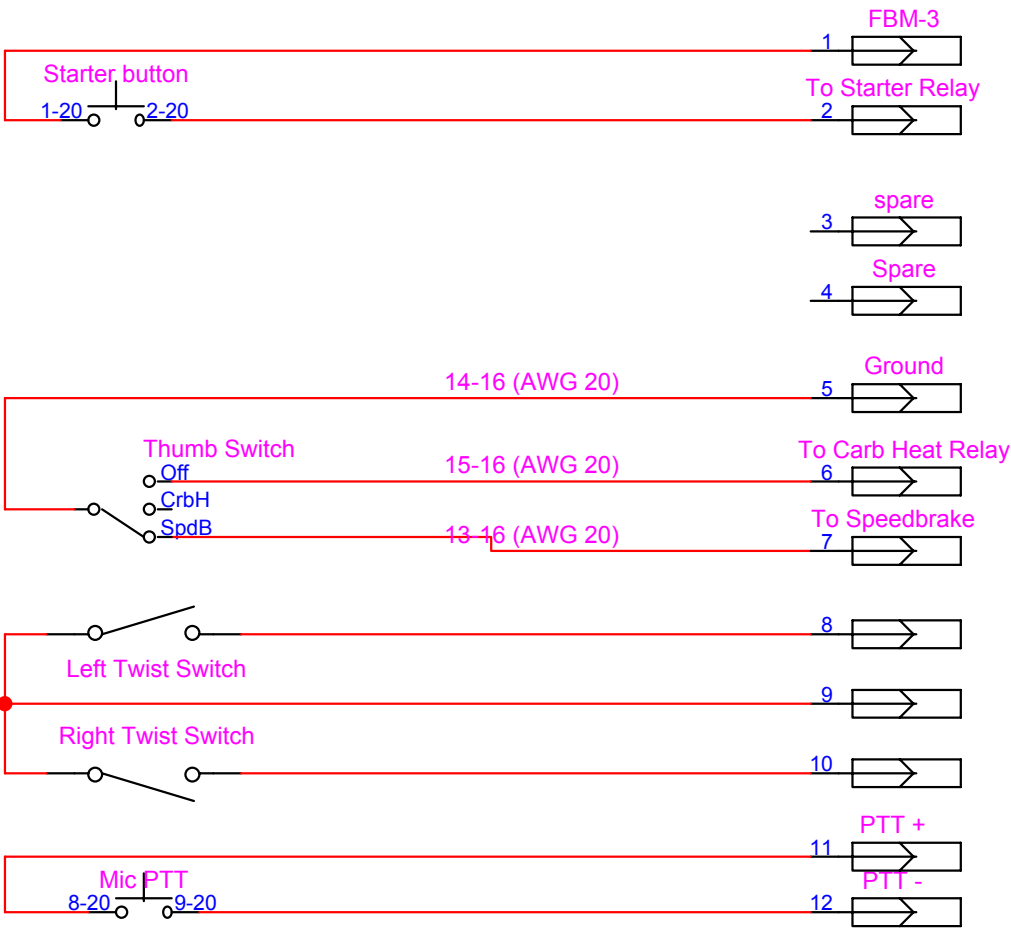 FBM-3
1
Starter button
To Starter Relay
1-20 2-20 2
spare
3
Spare
4
Ground
14-16 (AWG 20) 5
Thumb Switch
To Carb Heat Relay
Off 15-16 (AWG 20) 6
CrbH
To Speedbrake
SpdB 13-16 (AWG 20) 7
8
Left Twist Switch
9
Right Twist Switch
10
PTT +
11
Mic PTT
PTT -
8-20 9-20 12